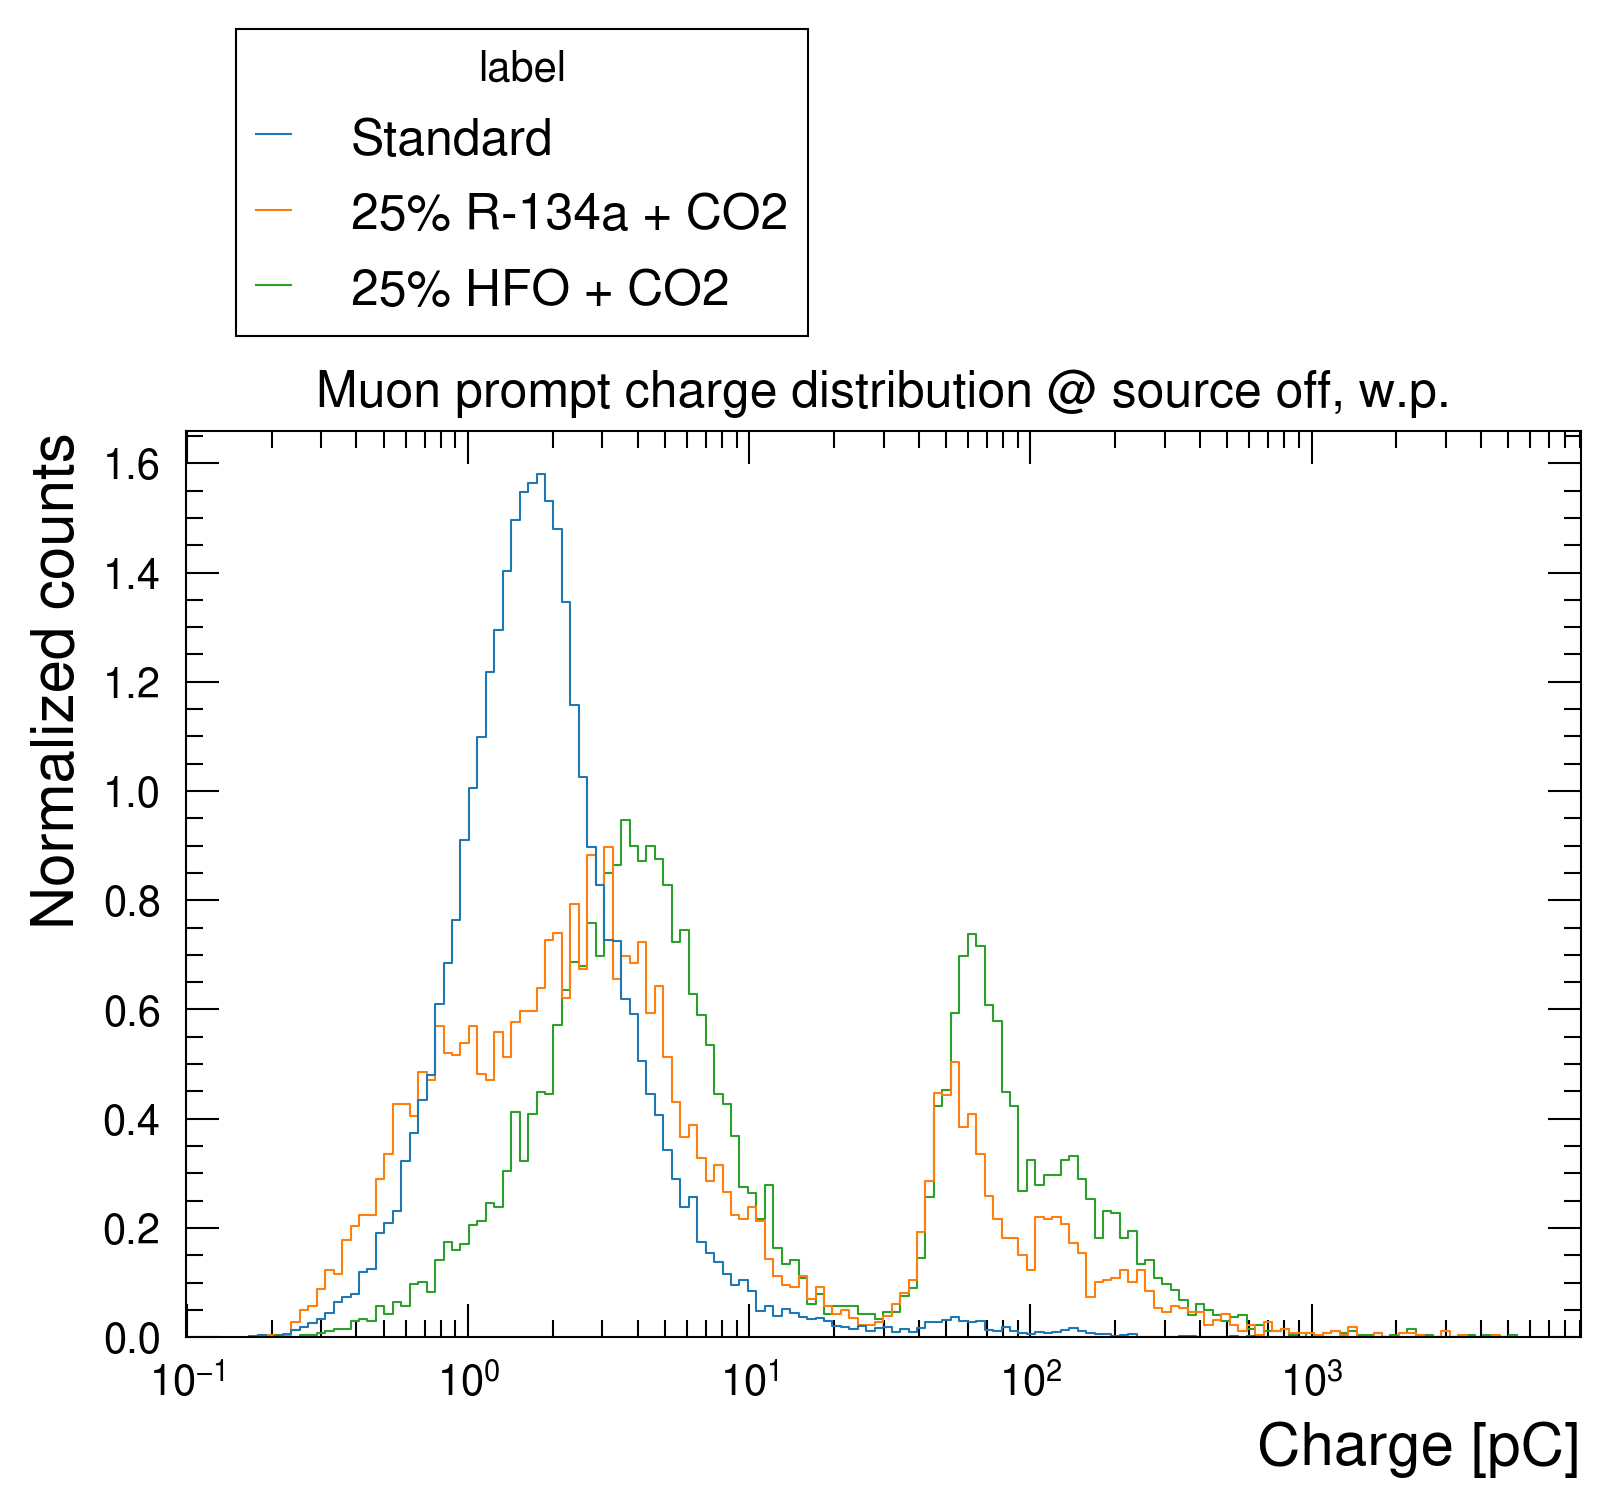 label
Standard
25% R-134a + CO2
25% HFO + CO2
Muon prompt charge distribution @ source off, w.p.
Normalized counts
1.6
1.4
1.2
1.0
0.8
0.6
0.4
0.2
0.0
10⁻¹ 10⁰ 10¹ 10² 10³
Charge [pC]